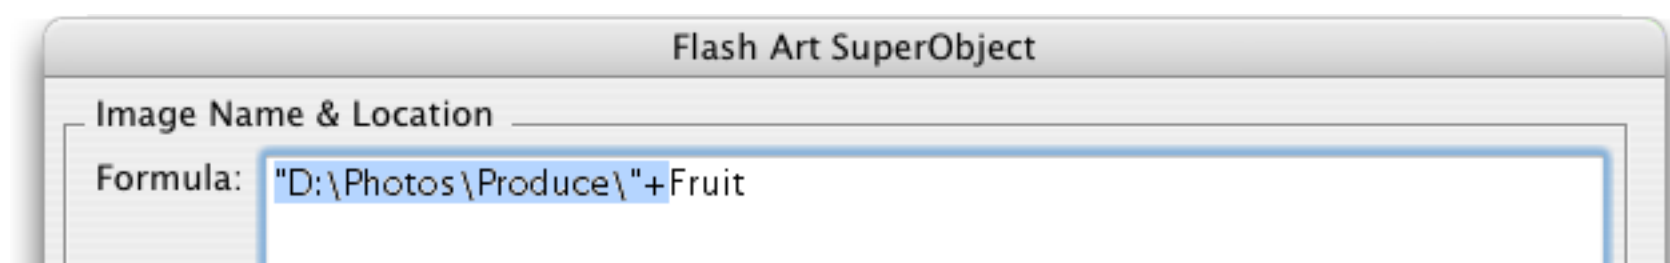 Flash Art SuperObject
Image Name & Location
Formula: "D:\Photos\Produce\"+Fruit